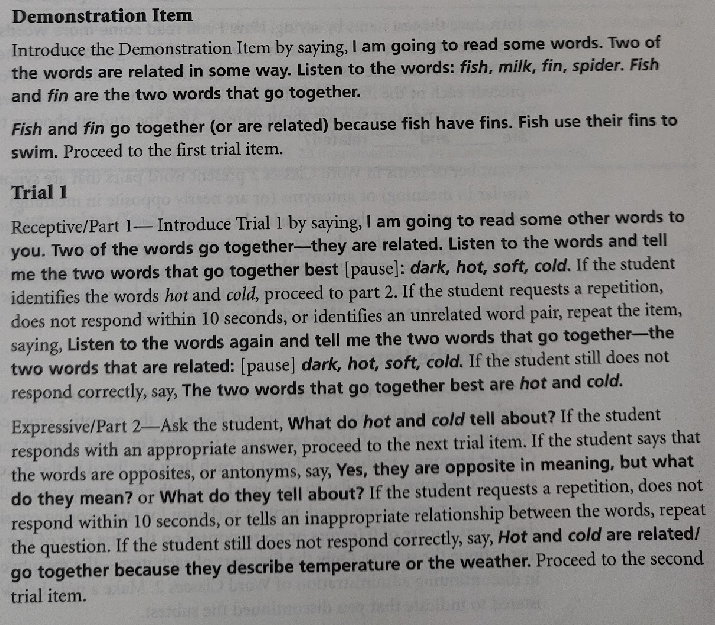 Demonstration Item
Introduce the Demonstration Item by saying, I am going to read some words. Two of
the words are related in some way. Listen to the words: fish, milk, fin, spider. Fish
and fin are the two words that go together.
Fish and fin go together (or are related) because fish have fins. Fish use their fins to
swim. Proceed to the first trial item.
Trial 1
Receptive/Part 1— Introduce Trial 1 by saying, I am going to read some other words to
you. Two of the words go together—they are related. Listen to the words and tell
me the two words that go together best [pause]: dark, hot, soft, cold. If the student
identifies the words hot and cold, proceed to part 2. If the student requests a repetition,
does not respond within 10 seconds, or identifies an unrelated word pair, repeat the item,
saying, Listen to the words again and tell me the two words that go together—the
two words that are related: [pause] dark, hot, soft, cold. If the student still does not
respond correctly, say, The two words that go together best are hot and cold.
Expressive/Part 2—Ask the student, What do hot and cold tell about? If the student
responds with an appropriate answer, proceed to the next trial item. If the student says that
the words are opposites, or antonyms, say, Yes, they are opposite in meaning, but what
do they mean? or What do they tell about? If the student requests a repetition, does not
respond within 10 seconds, or tells an inappropriate relationship between the words, repeat
the question. If the student still does not respond correctly, say, Hot and cold are related/
go together because they describe temperature or the weather. Proceed to the second
trial item.